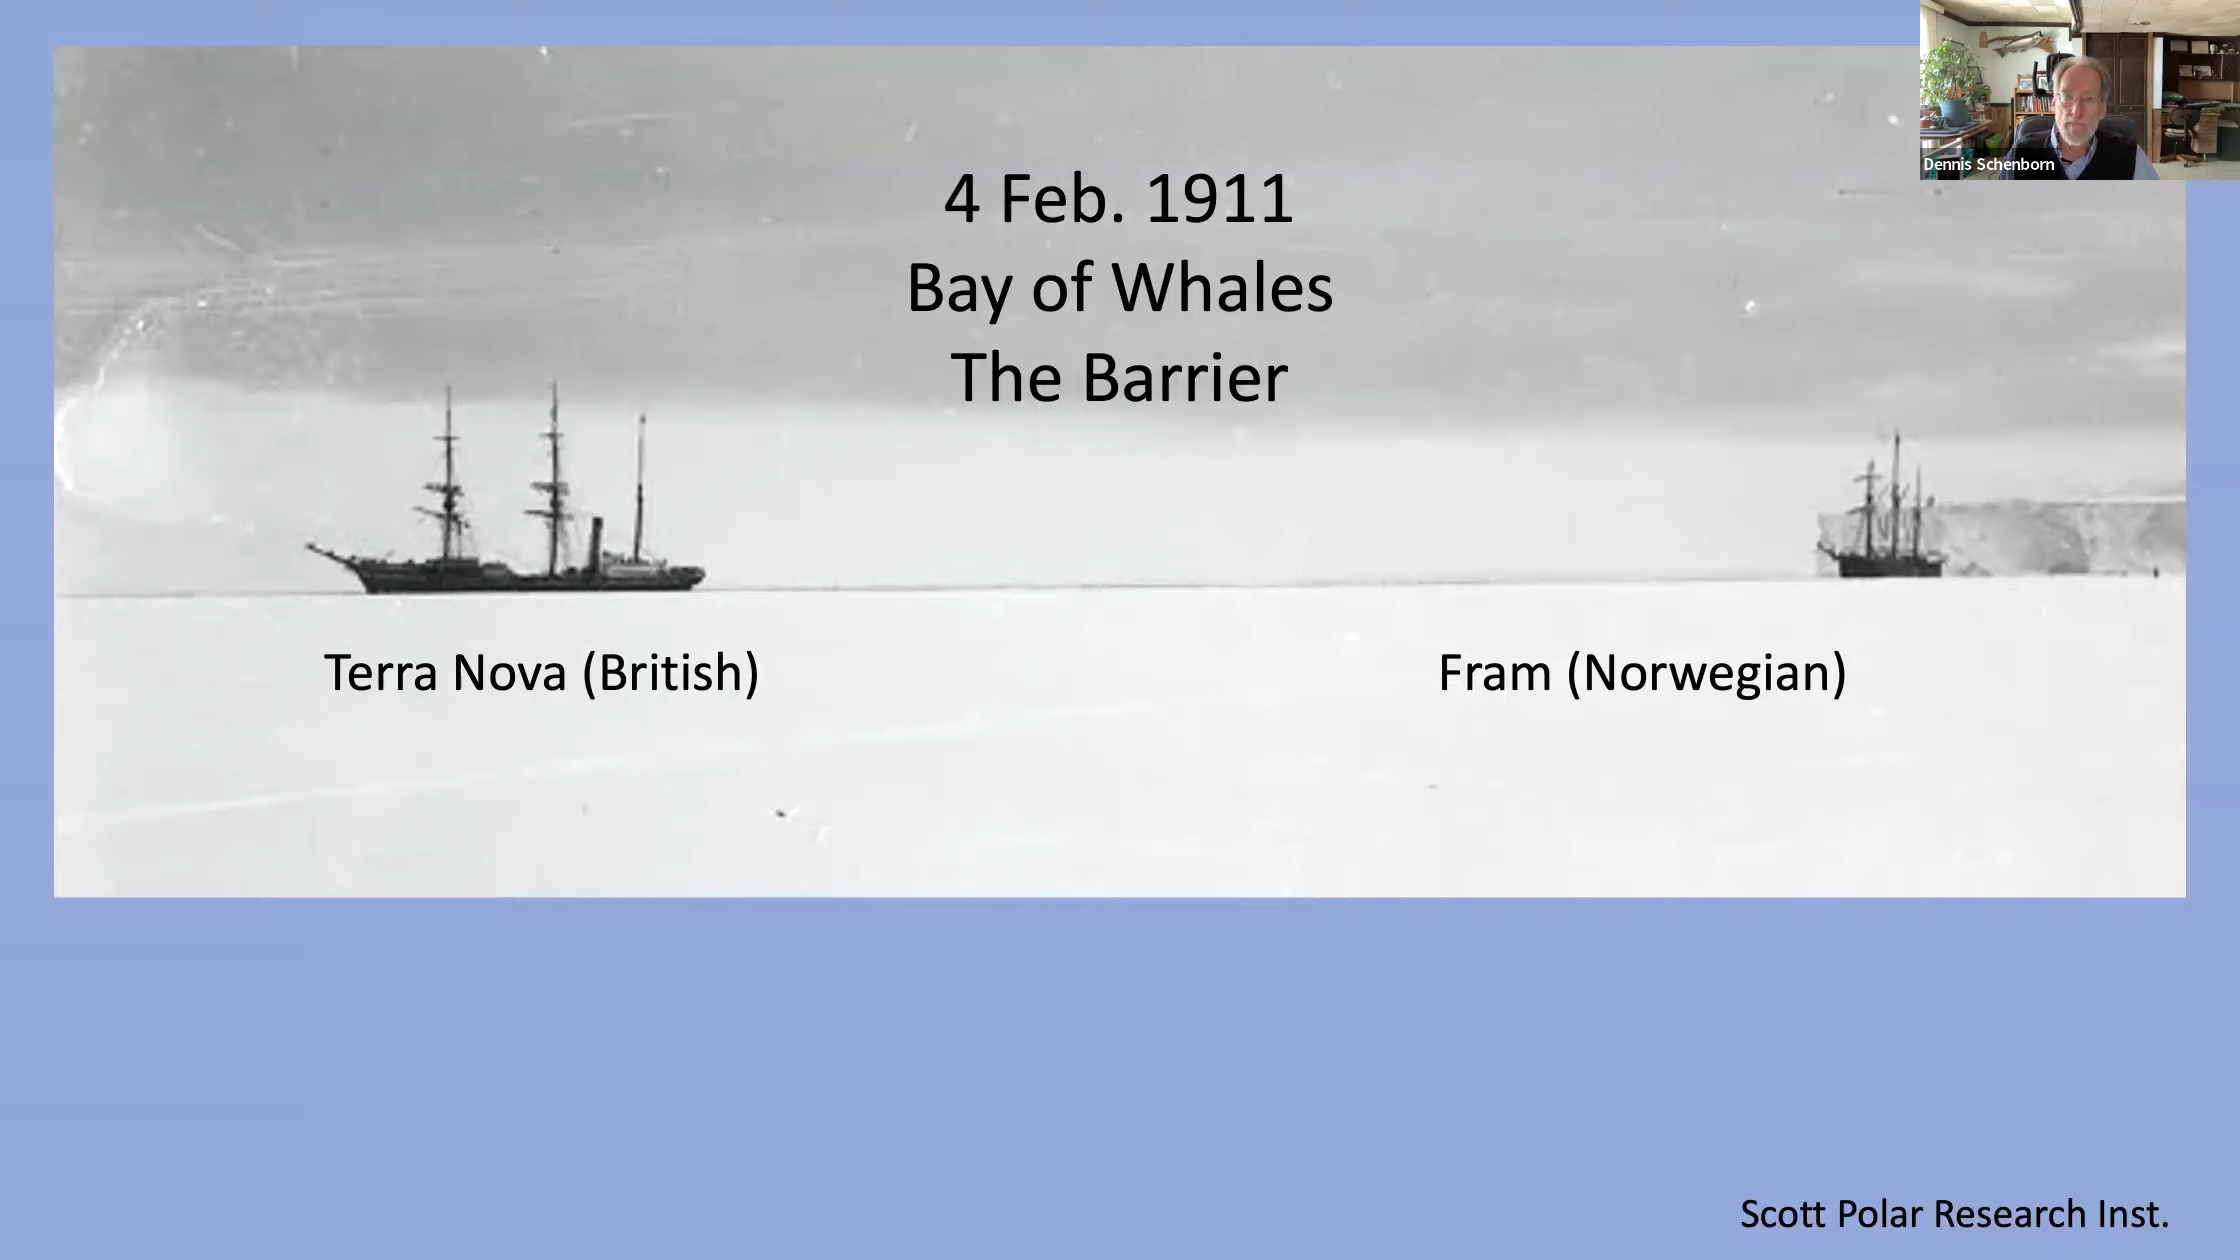 Dennis Schenborn
4 Feb. 1911
Bay of Whales
The Barrier
Terra Nova (British)
Fram (Norwegian)
Scott Polar Research Inst.